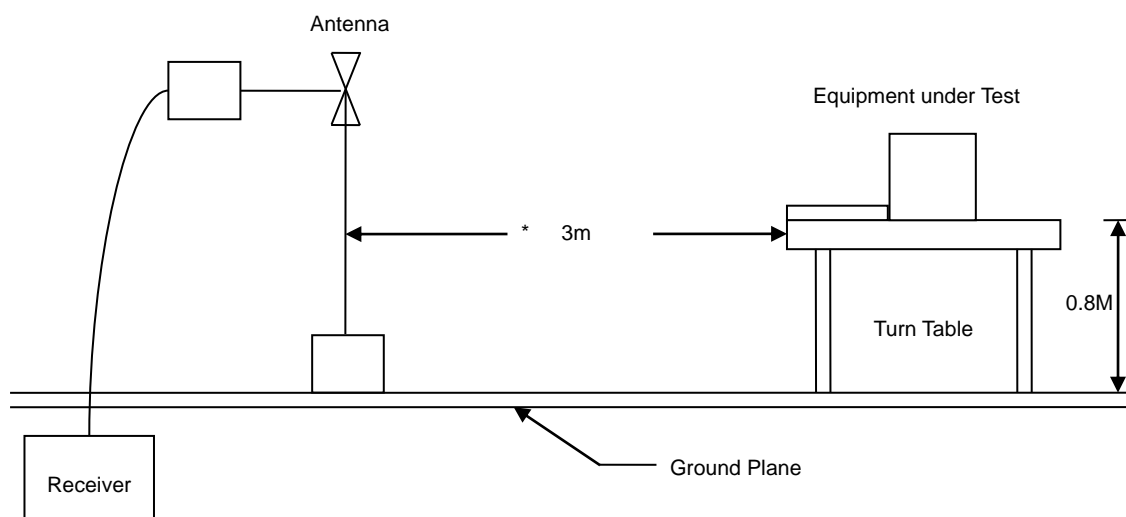 Antenna
Equipment under Test
* 3m
0.8M
Turn Table
Ground Plane
Receiver